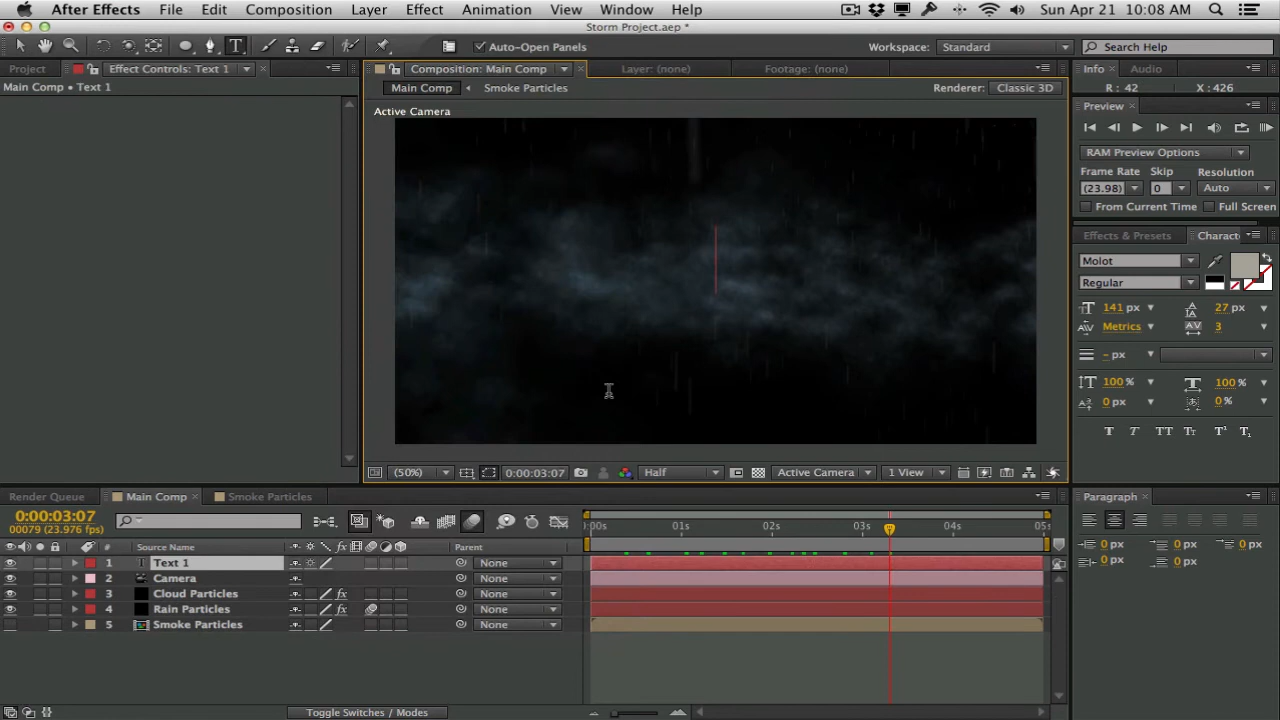 After Effects File Edit Composition Layer Effect Animation View Window Help Sun Apr 21 10:08 AM
Storm Project.aep *
Auto-Open Panels Workspace: Standard Search Help
Project Effect Controls: Text 1 Composition: Main Comp Layer: (none) Footage: (none) Info Audio
Main Comp • Text 1 Main Comp Smoke Particles Renderer: Classic 3D R : 42 X : 426
Active Camera Preview
RAM Preview Options
Frame Rate Skip Resolution
(23.98) 0 Auto
From Current Time Full Screen
Effects & Presets Charact
Molot
Regular
141 px 27 px
Metrics 3
- px
100 % 100 %
0 px 0 %
T T TT Tt T¹ T₁
(50%) 0:00:03:07 Half Active Camera 1 View
Render Queue Main Comp Smoke Particles Paragraph
0:00:03:07
00079 (23.976 fps) :00s 01s 02s 03s 04s 05s
# Source Name fx Parent 0 px 0 px 0 px
1 T Text 1 None 0 px 0 px
2 Camera None
3 Cloud Particles fx None
4 Rain Particles fx None
5 Smoke Particles None
Toggle Switches / Modes